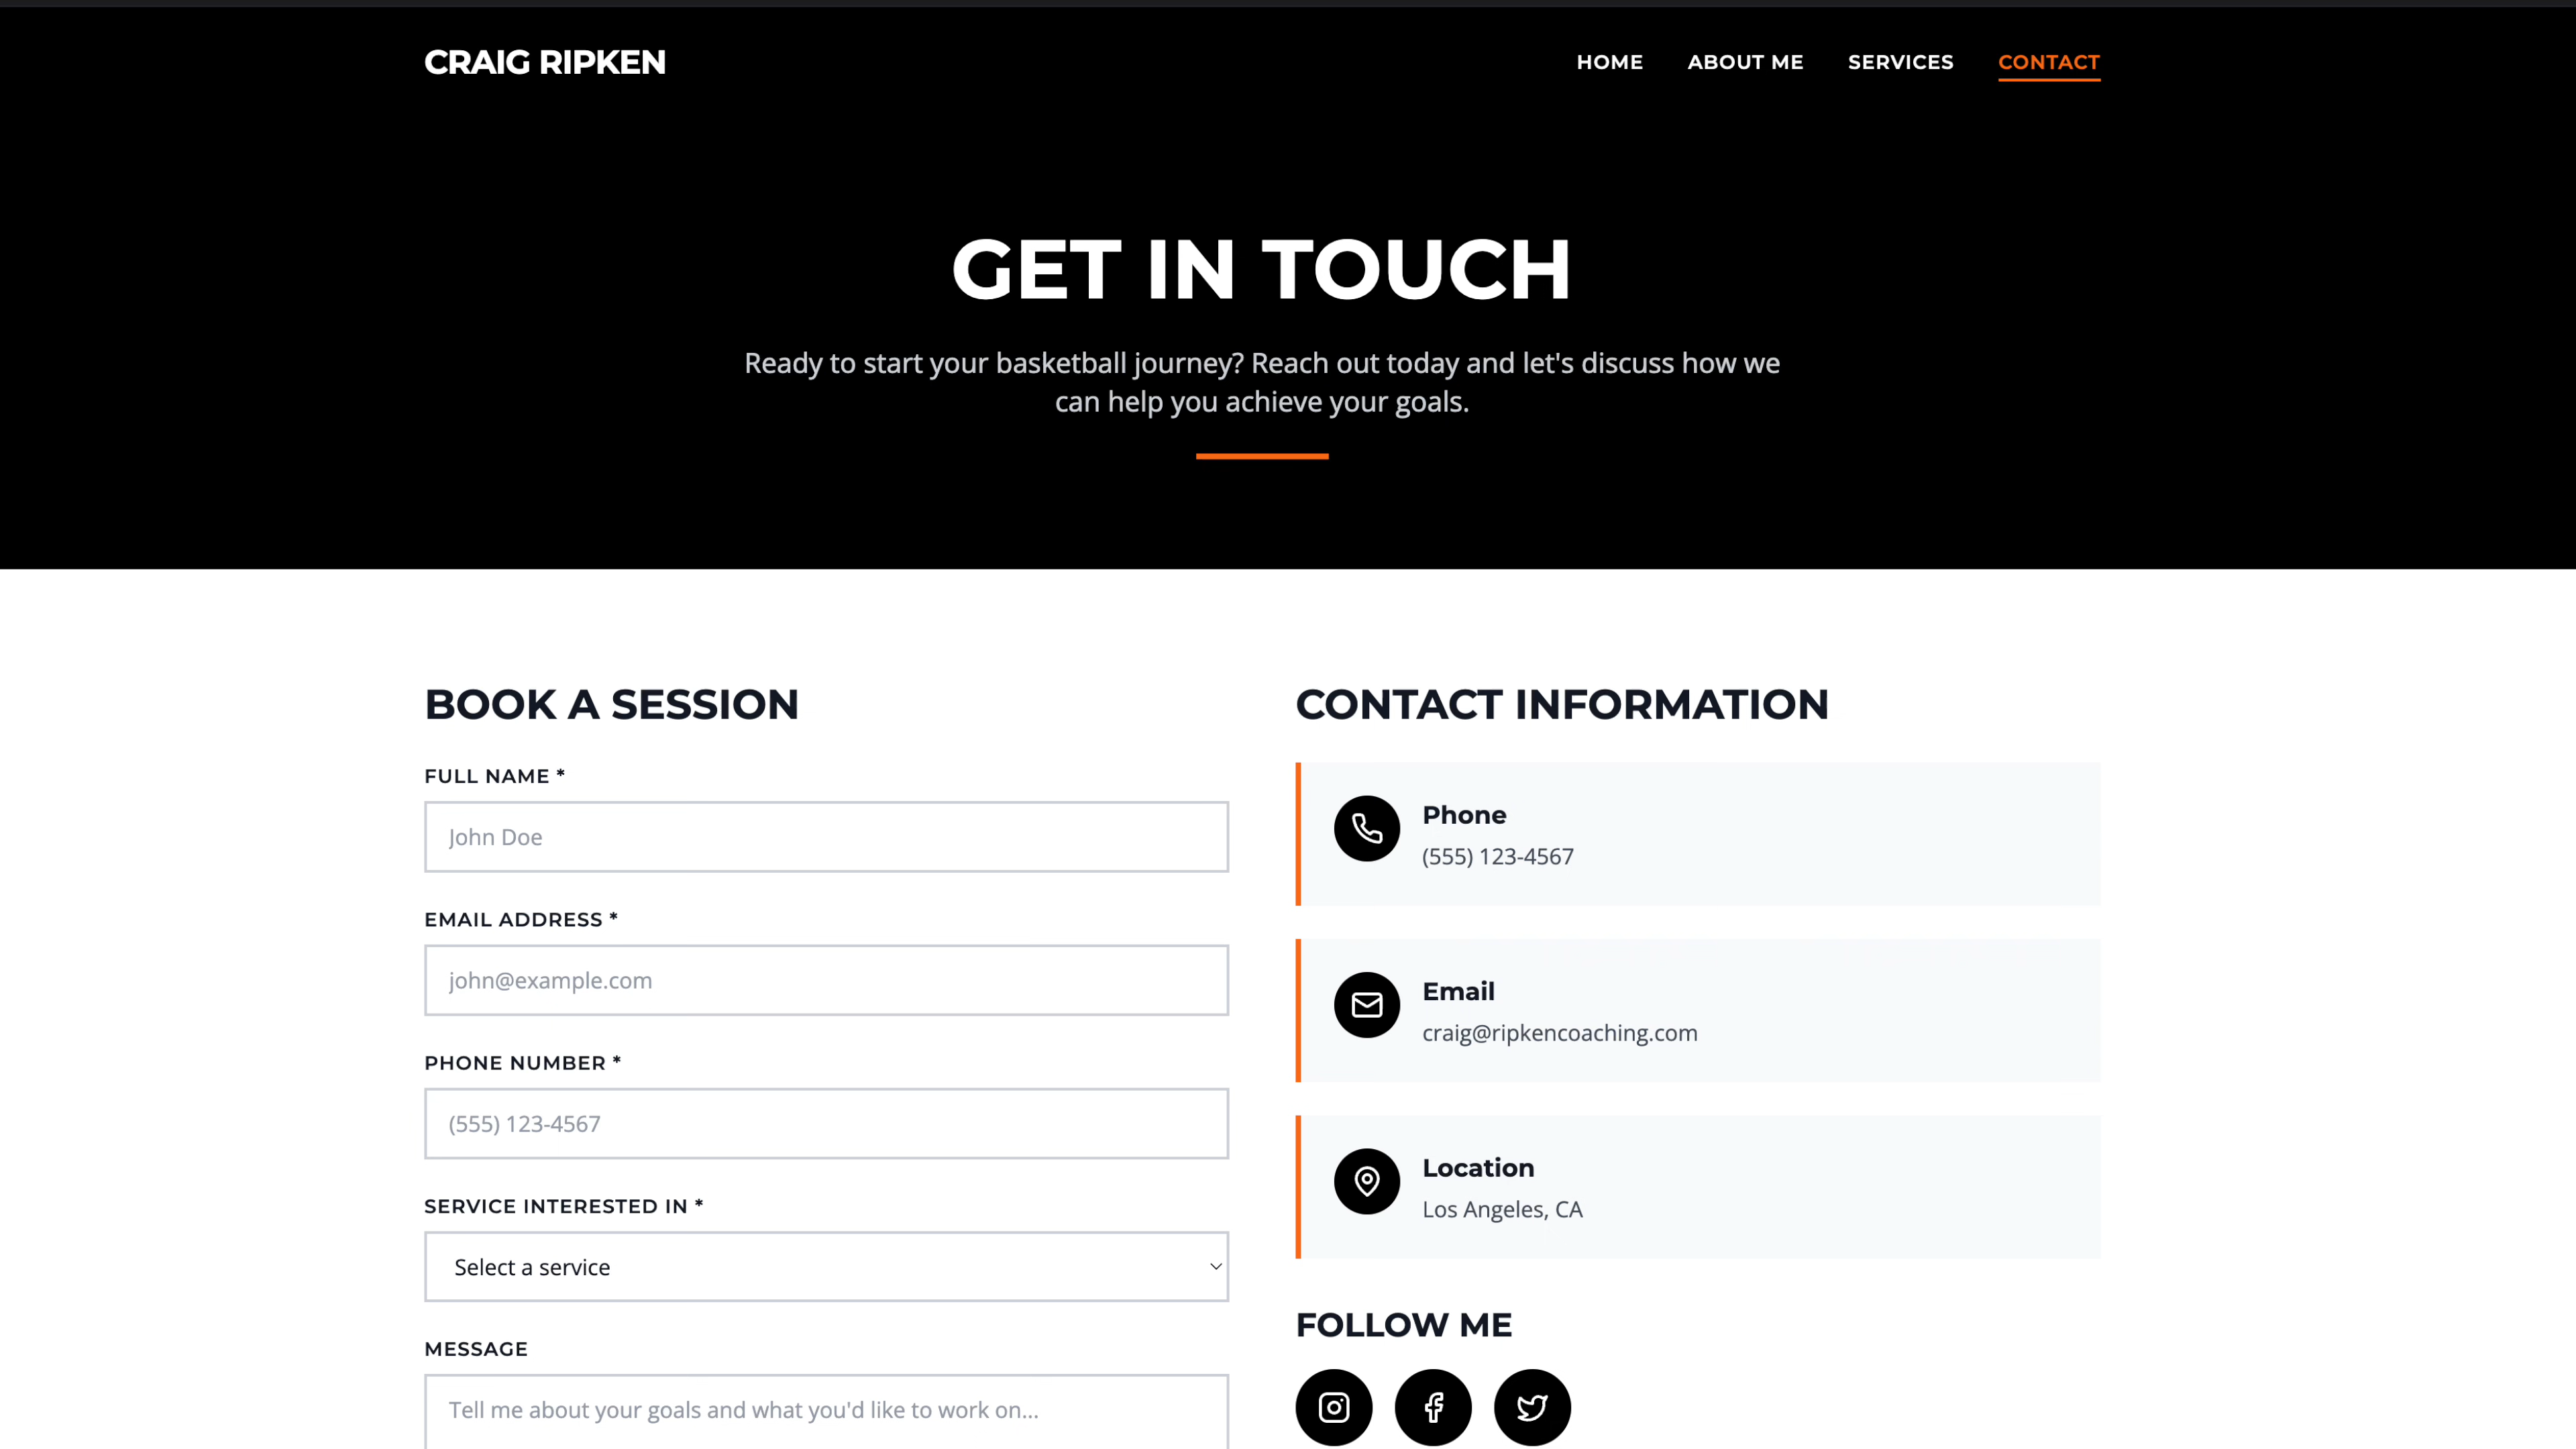 CRAIG RIPKEN
HOME ABOUT ME SERVICES CONTACT
GET IN TOUCH
Ready to start your basketball journey? Reach out today and let's discuss how we
can help you achieve your goals.
BOOK A SESSION
FULL NAME *
John Doe
EMAIL ADDRESS *
john@example.com
PHONE NUMBER *
(555) 123-4567
SERVICE INTERESTED IN *
Select a service
MESSAGE
Tell me about your goals and what you'd like to work on...
CONTACT INFORMATION
Phone
(555) 123-4567
Email
craig@ripkencoaching.com
Location
Los Angeles, CA
FOLLOW ME